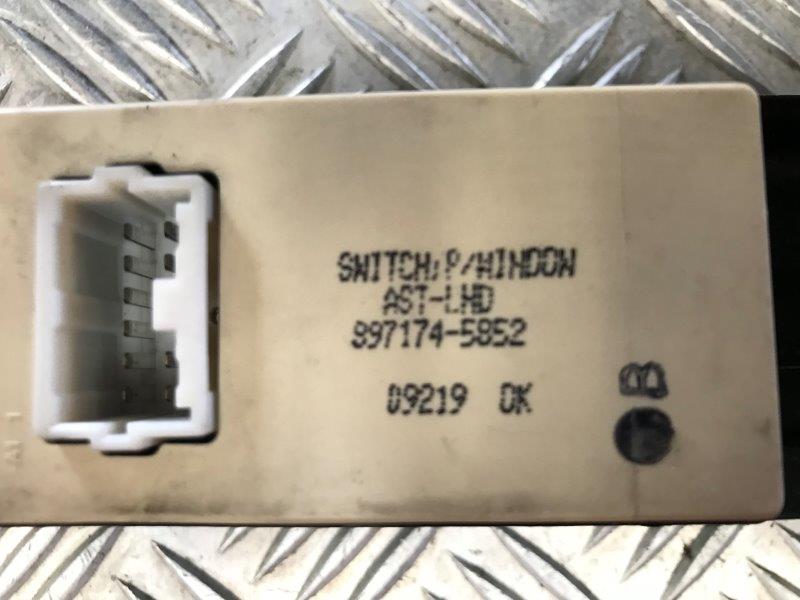 SWITCH;P/WINDOW
AST-LHD
897174-5852
09219 OK
B